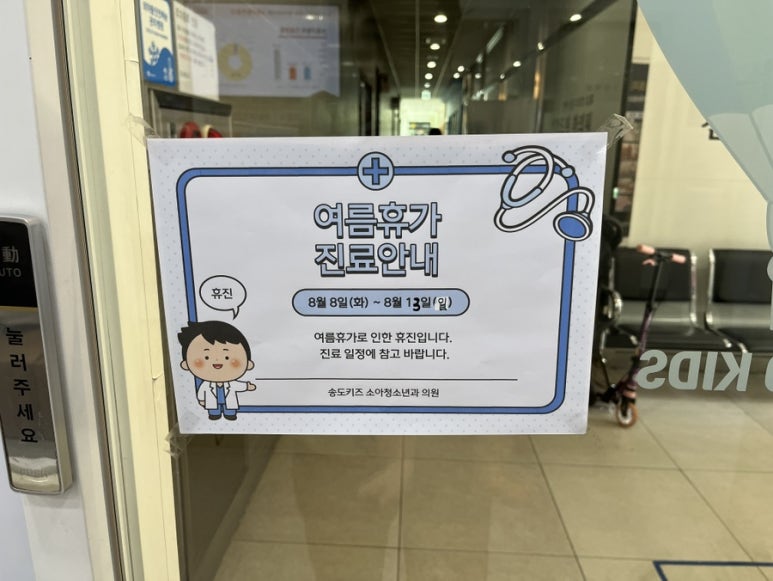 여름휴가
진료안내
휴진
8월 8일(화) ~ 8월 13일(일)
여름휴가로 인한 휴진입니다.
진료 일정에 참고 바랍니다.
송도키즈 소아청소년과 의원
動
AUTO
눌러주세요
KIDS